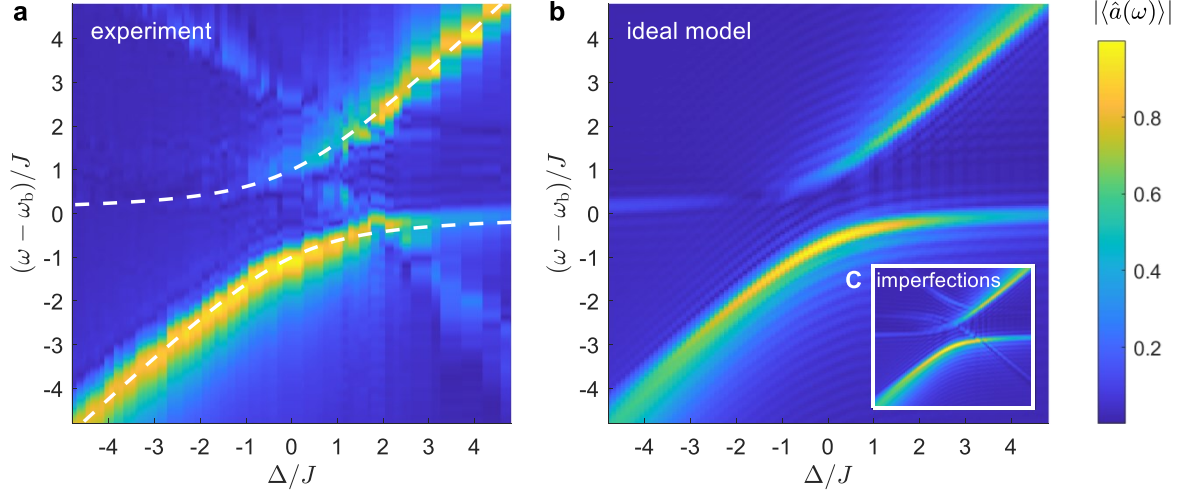 a
experiment
4
3
2
1
0
-1
-2
-3
-4
(ω − ω_b)/J
-4 -3 -2 -1 0 1 2 3 4
Δ/J
b
ideal model
4
3
2
1
0
-1
-2
-3
-4
(ω − ω_b)/J
-4 -3 -2 -1 0 1 2 3 4
Δ/J
c imperfections
|⟨â(ω)⟩|
0.8
0.6
0.4
0.2